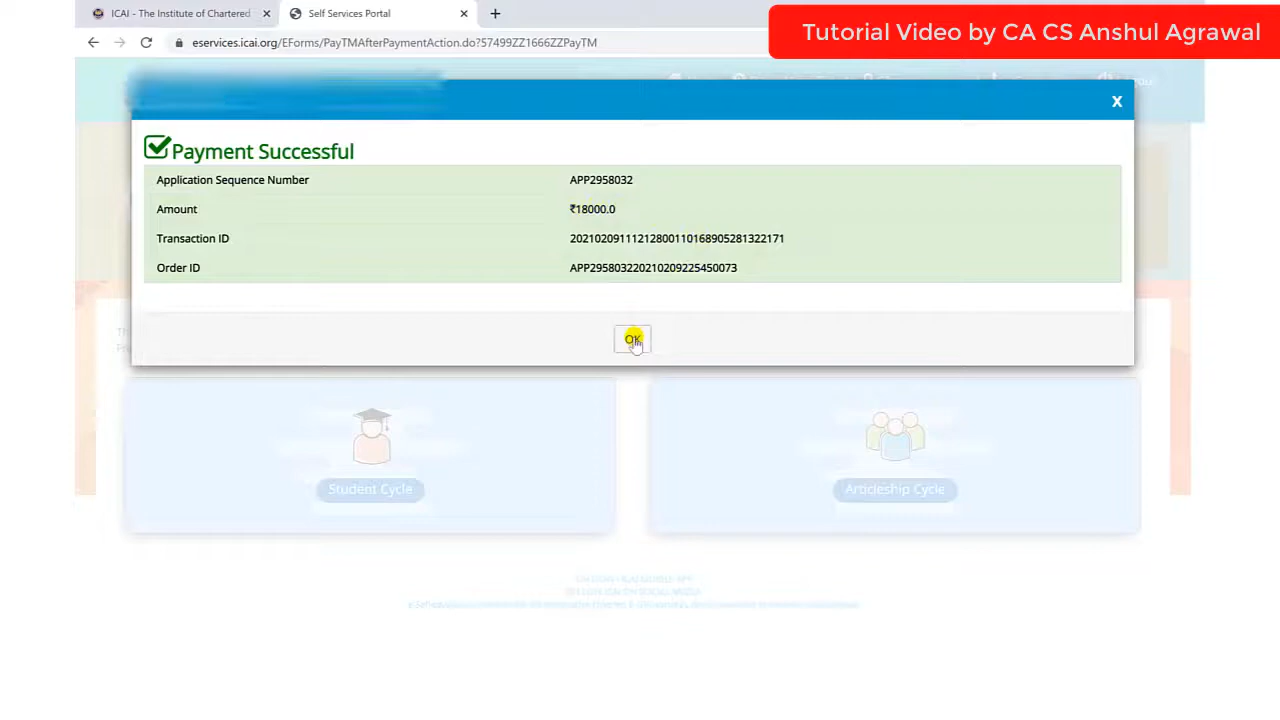 ICAI - The Institute of Chartered
Self Services Portal
Tutorial Video by CA CS Anshul Agrawal
eservices.icai.org/EForms/PayTMAfterPaymentAction.do?57499ZZ1666ZZPayTM
X
Payment Successful
Application Sequence Number APP2958032
Amount ₹18000.0
Transaction ID 20210209111212800110168905281322171
Order ID APP295803220210209225450073
OK
Student Cycle
Articleship Cycle